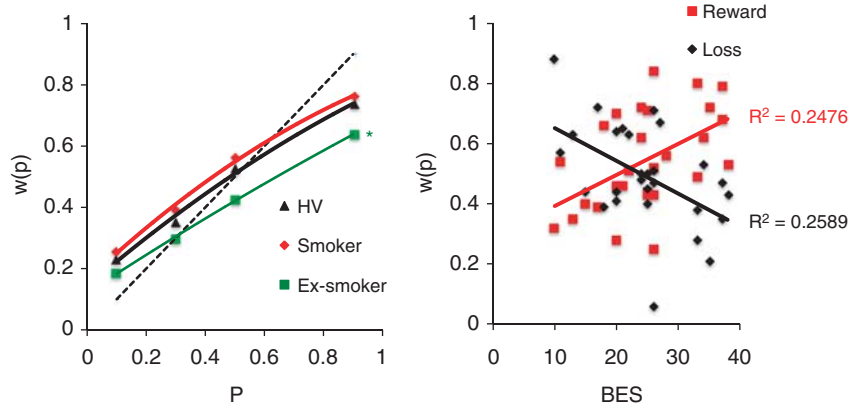 1
0.8
0.6
0.4
0.2
0
w(p)
0 0.2 0.4 0.6 0.8 1
P
HV
Smoker
Ex-smoker
*
Reward
Loss
1
0.8
0.6
0.4
0.2
0
w(p)
0 10 20 30 40
BES
R² = 0.2476
R² = 0.2589